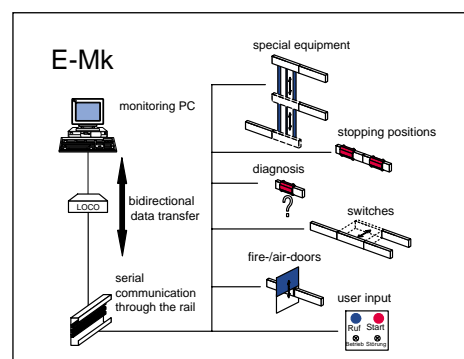 E-Mk
special equipment
monitoring PC
stopping positions
diagnosis
?
LOCO
bidirectional
data transfer
switches
fire-/air-doors
serial
communication
through the rail
user input
Ruf Start
Betrieb Störung